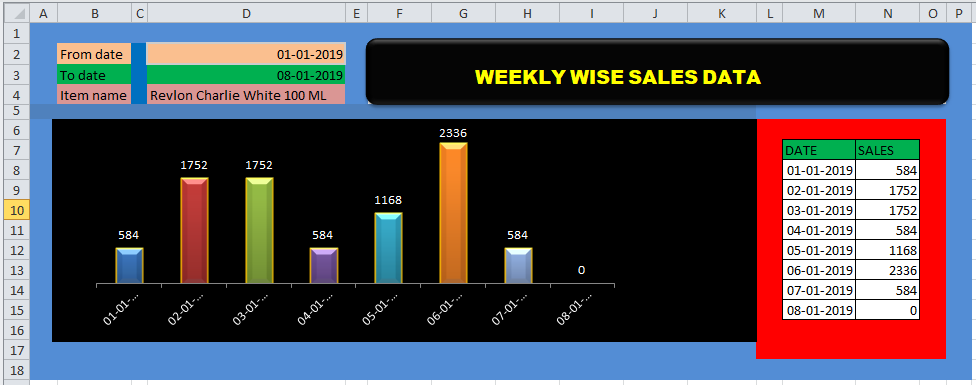 A B C D E F G H I J K L M N O P
1
2 From date 01-01-2019
3 To date 08-01-2019
WEEKLY WISE SALES DATA
4 Item name Revlon Charlie White 100 ML
5
6
7 DATE SALES
8 01-01-2019 584
9 02-01-2019 1752
10 03-01-2019 1752
11 04-01-2019 584
12 05-01-2019 1168
13 06-01-2019 2336
14 07-01-2019 584
15 08-01-2019 0
16
17
18
584 1752 1752 584 1168 2336 584 0
01-01-... 02-01-... 03-01-... 04-01-... 05-01-... 06-01-... 07-01-... 08-01-...